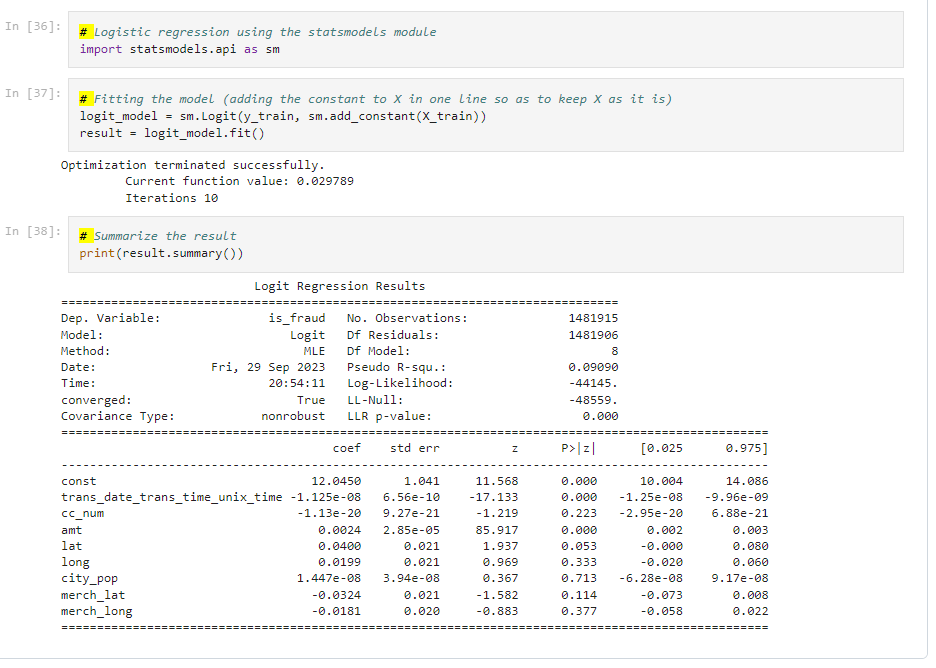 In [36]:
# Logistic regression using the statsmodels module
import statsmodels.api as sm
In [37]:
# Fitting the model (adding the constant to X in one line so as to keep X as it is)
logit_model = sm.Logit(y_train, sm.add_constant(X_train))
result = logit_model.fit()
Optimization terminated successfully.
Current function value: 0.029789
Iterations 10
In [38]:
# Summarize the result
print(result.summary())
Logit Regression Results
==============================================================================
Dep. Variable: is_fraud No. Observations: 1481915
Model: Logit Df Residuals: 1481906
Method: MLE Df Model: 8
Date: Fri, 29 Sep 2023 Pseudo R-squ.: 0.09090
Time: 20:54:11 Log-Likelihood: -44145.
converged: True LL-Null: -48559.
Covariance Type: nonrobust LLR p-value: 0.000
===================================================================================================
coef std err z P>|z| [0.025 0.975]
---------------------------------------------------------------------------------------------------
const 12.0450 1.041 11.568 0.000 10.004 14.086
trans_date_trans_time_unix_time -1.125e-08 6.56e-10 -17.133 0.000 -1.25e-08 -9.96e-09
cc_num -1.13e-20 9.27e-21 -1.219 0.223 -2.95e-20 6.88e-21
amt 0.0024 2.85e-05 85.917 0.000 0.002 0.003
lat 0.0400 0.021 1.937 0.053 -0.000 0.080
long 0.0199 0.021 0.969 0.333 -0.020 0.060
city_pop 1.447e-08 3.94e-08 0.367 0.713 -6.28e-08 9.17e-08
merch_lat -0.0324 0.021 -1.582 0.114 -0.073 0.008
merch_long -0.0181 0.020 -0.883 0.377 -0.058 0.022
===================================================================================================